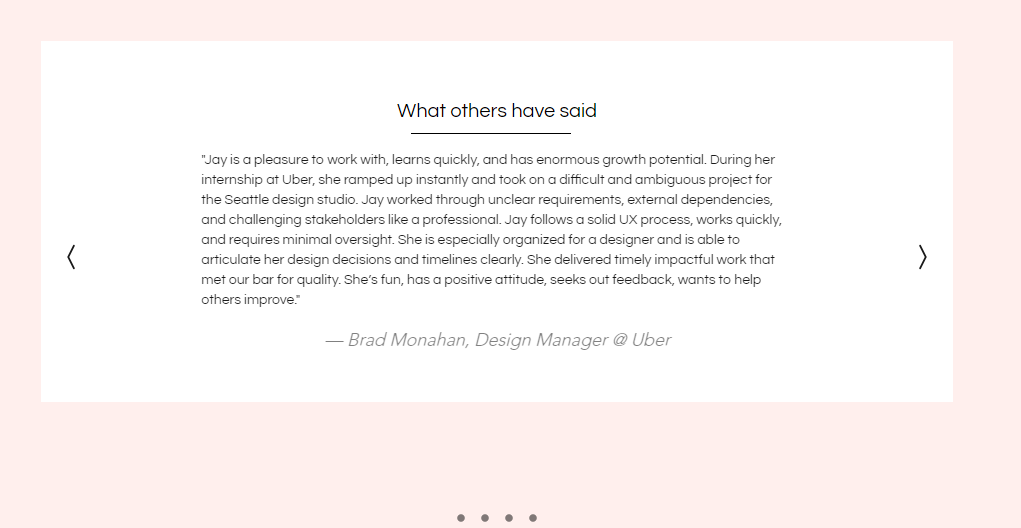 What others have said
"Jay is a pleasure to work with, learns quickly, and has enormous growth potential. During her
internship at Uber, she ramped up instantly and took on a difficult and ambiguous project for
the Seattle design studio. Jay worked through unclear requirements, external dependencies,
and challenging stakeholders like a professional. Jay follows a solid UX process, works quickly,
and requires minimal oversight. She is especially organized for a designer and is able to
articulate her design decisions and timelines clearly. She delivered timely impactful work that
met our bar for quality. She's fun, has a positive attitude, seeks out feedback, wants to help
others improve."
— Brad Monahan, Design Manager @ Uber